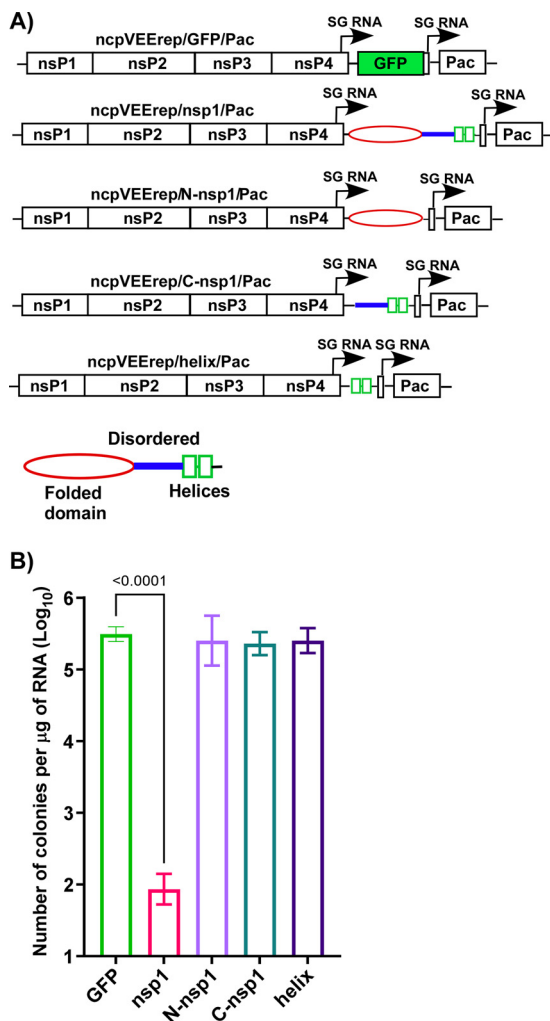 A)
ncpVEErep/GFP/Pac
SG RNA
SG RNA
nsP1 nsP2 nsP3 nsP4 GFP Pac
ncpVEErep/nsp1/Pac
SG RNA
SG RNA
nsP1 nsP2 nsP3 nsP4 Pac
ncpVEErep/N-nsp1/Pac
SG RNA
SG RNA
nsP1 nsP2 nsP3 nsP4 Pac
ncpVEErep/C-nsp1/Pac
SG RNA
SG RNA
nsP1 nsP2 nsP3 nsP4 Pac
ncpVEErep/helix/Pac
SG RNA SG RNA
nsP1 nsP2 nsP3 nsP4 Pac
Disordered
Folded
domain
Helices
B)
Number of colonies per µg of RNA (Log10)
<0.0001
6
5
4
3
2
1
GFP
nsp1
N-nsp1
C-nsp1
helix